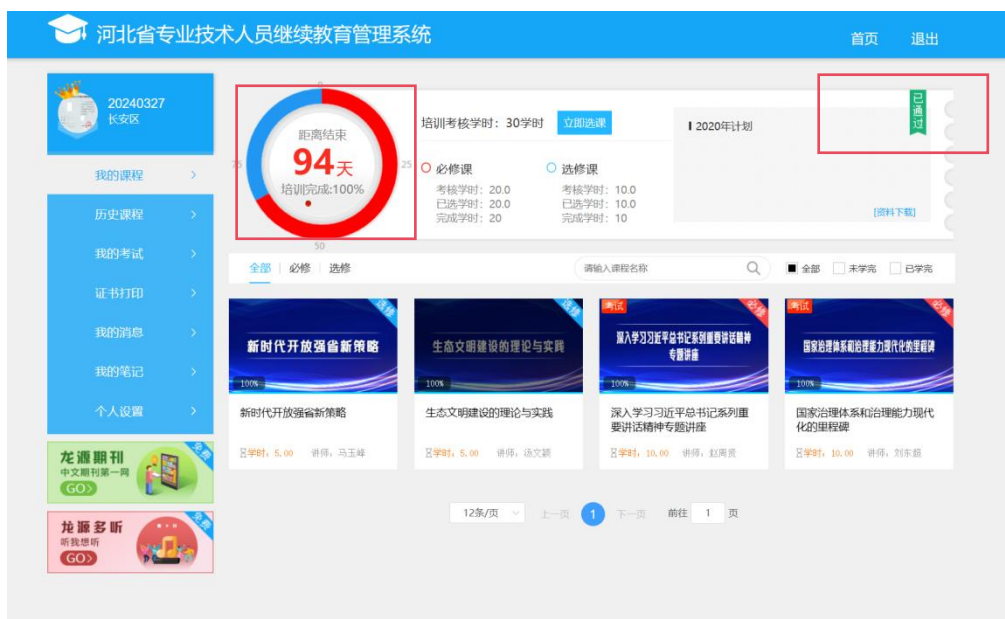 河北省专业技术人员继续教育管理系统
首页 退出
20240327
长安区
我的课程
历史课程
我的考试
证书打印
我的消息
我的笔记
个人设置
龙源期刊
中文期刊第一网
GO>
免费
龙源多听
听我想听
GO>
免费
0
25
50
75
距离结束
94天
培训完成:100%
培训考核学时：30学时 立即选课
必修课
考核学时：20.0
已选学时：20.0
完成学时：20
选修课
考核学时：10.0
已选学时：10.0
完成学时：10
2020年计划
已通过
[资料下载]
全部 必修 选修
请输入课程名称
全部 未学完 已学完
选修
新时代开放强省新策略
100%
新时代开放强省新策略
学时：5.00 讲师：马玉峰
选修
生态文明建设的理论与实践
100%
生态文明建设的理论与实践
学时：5.00 讲师：汤文颖
考试
必修
深入学习习近平总书记系列重要讲话精神
专题讲座
100%
深入学习习近平总书记系列重
要讲话精神专题讲座
学时：10.00 讲师：赵周贤
考试
必修
国家治理体系和治理能力现代化的里程碑
100%
国家治理体系和治理能力现代
化的里程碑
学时：10.00 讲师：刘东超
12条/页 上一页 1 下一页 前往 1 页